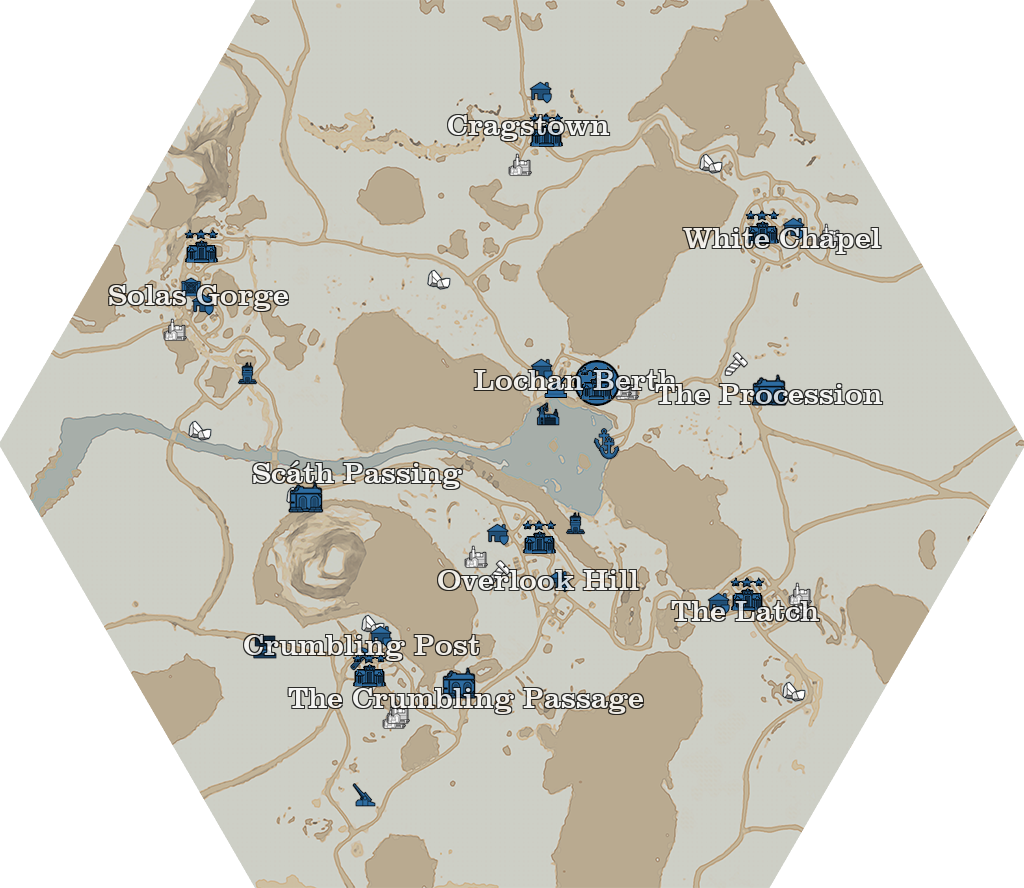 Cragstown
White Chapel
Solas Gorge
Lochan Berth
The Procession
Scáth Passing
Overlook Hill
The Latch
Crumbling Post
The Crumbling Passage